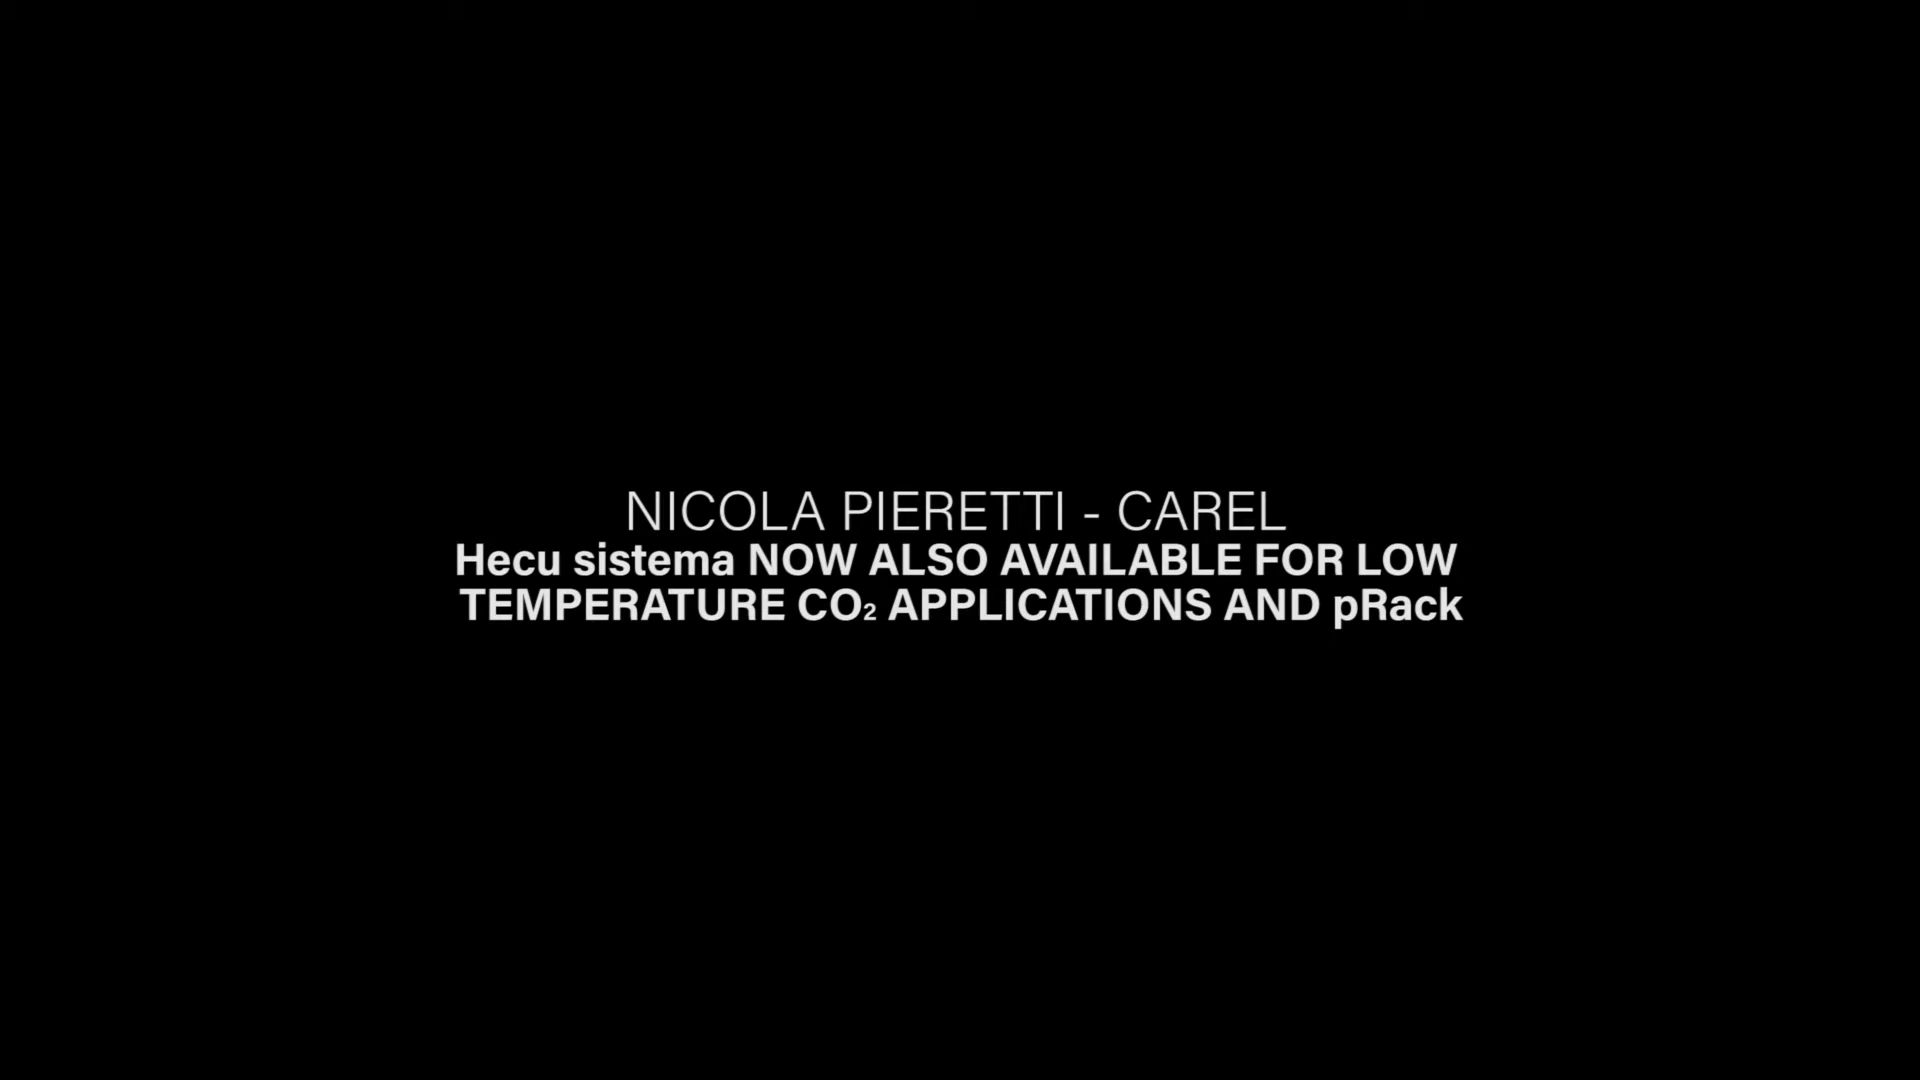 NICOLA PIERETTI - CAREL
Hecu sistema NOW ALSO AVAILABLE FOR LOW
TEMPERATURE CO₂ APPLICATIONS AND pRack